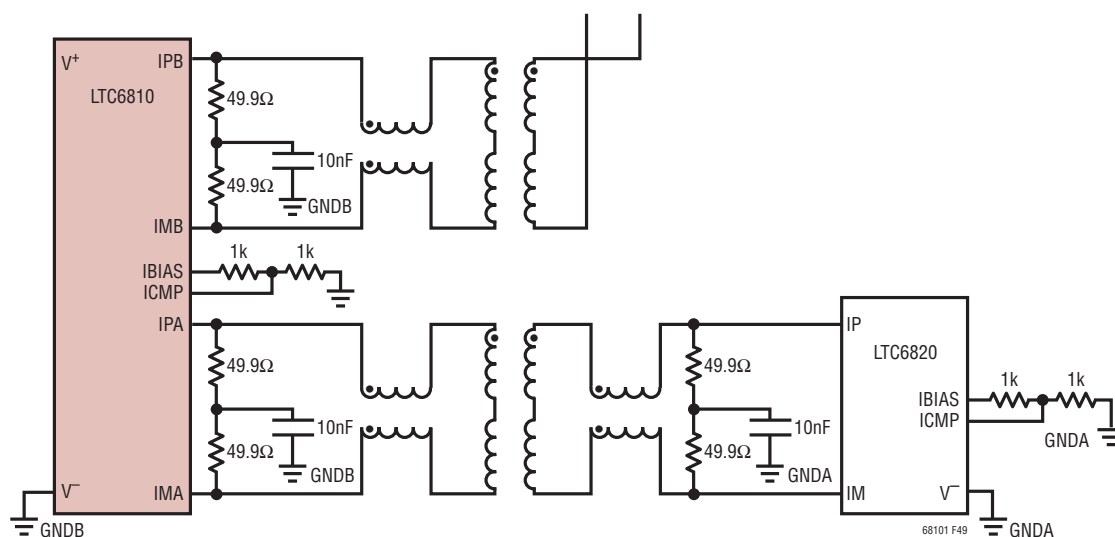 V+
IPB
LTC6810
49.9Ω
10nF
49.9Ω
GNDB
IMB
1k 1k
IBIAS
ICMP
IPA
IP
LTC6820
49.9Ω
49.9Ω
1k 1k
IBIAS
ICMP
10nF
10nF
49.9Ω
49.9Ω
GNDA
GNDB
GNDA
V–
IMA
IM
V–
GNDB
68101 F49
GNDA